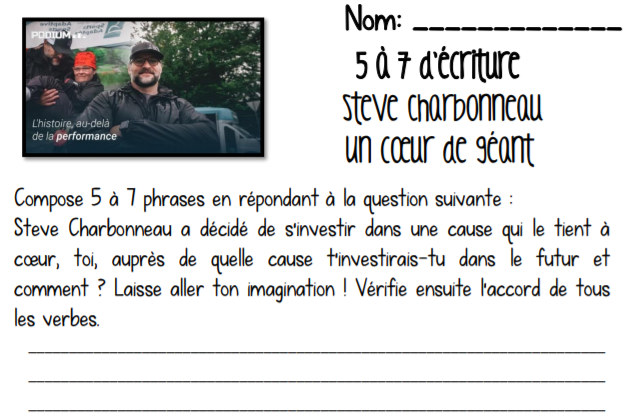 Nom: _______________
5 à 7 d'écriture
Steve Charbonneau
un cœur de géant
PODIUM
L'histoire, au-delà
de la performance
Compose 5 à 7 phrases en répondant à la question suivante :
Steve Charbonneau a décidé de s'investir dans une cause qui le tient à
cœur, toi, auprès de quelle cause t'investirais-tu dans le futur et
comment ? Laisse aller ton imagination ! Vérifie ensuite l'accord de tous
les verbes.